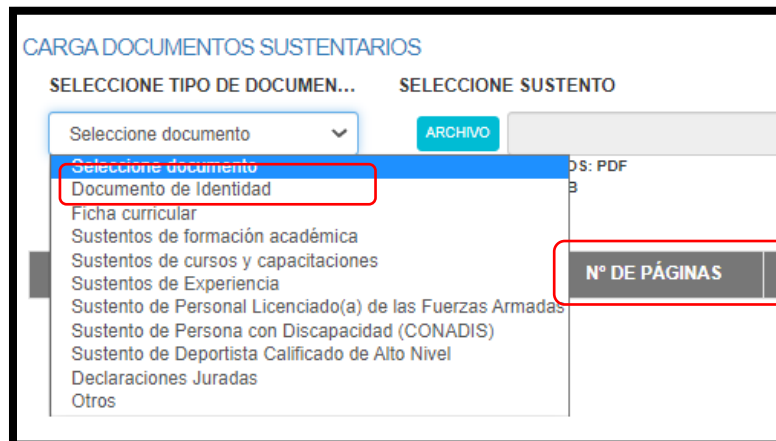 CARGA DOCUMENTOS SUSTENTARIOS
SELECCIONE TIPO DE DOCUMEN... SELECCIONE SUSTENTO
Seleccione documento ARCHIVO
Seleccione documento OS: PDF
Documento de Identidad B
Ficha curricular
Sustentos de formación académica
Sustentos de cursos y capacitaciones
Sustentos de Experiencia Nº DE PÁGINAS
Sustento de Personal Licenciado(a) de las Fuerzas Armadas
Sustento de Persona con Discapacidad (CONADIS)
Sustento de Deportista Calificado de Alto Nivel
Declaraciones Juradas
Otros